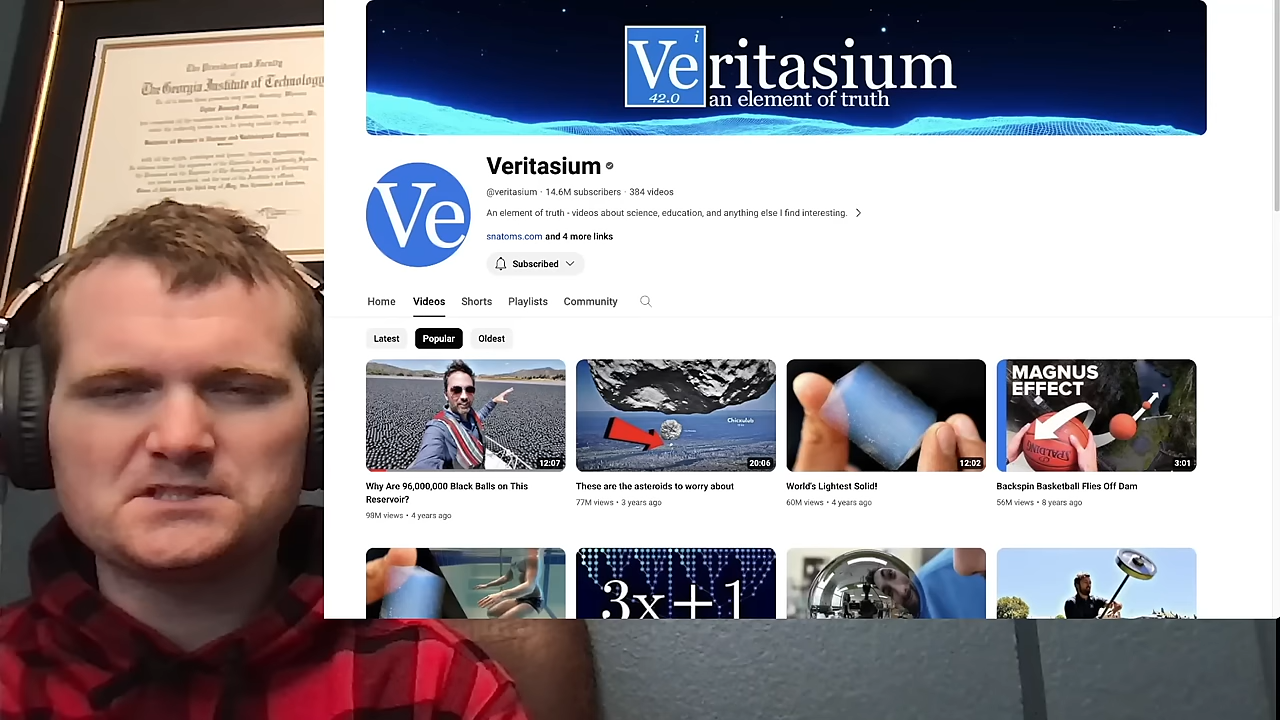 The President and Faculty
of
The Georgia Institute of Technology
Ve
i
42.0
ritasium
an element of truth
Ve
Veritasium
@veritasium · 14.6M subscribers · 384 videos
An element of truth - videos about science, education, and anything else I find interesting.
snatoms.com and 4 more links
Subscribed
Home Videos Shorts Playlists Community
Latest Popular Oldest
12:07
Chicxulub
20:06
12:02
MAGNUS
EFFECT
SPALDING
3:01
Why Are 96,000,000 Black Balls on This
Reservoir?
98M views • 4 years ago
These are the asteroids to worry about
77M views • 3 years ago
World's Lightest Solid!
60M views • 4 years ago
Backspin Basketball Flies Off Dam
56M views • 8 years ago
3x+1